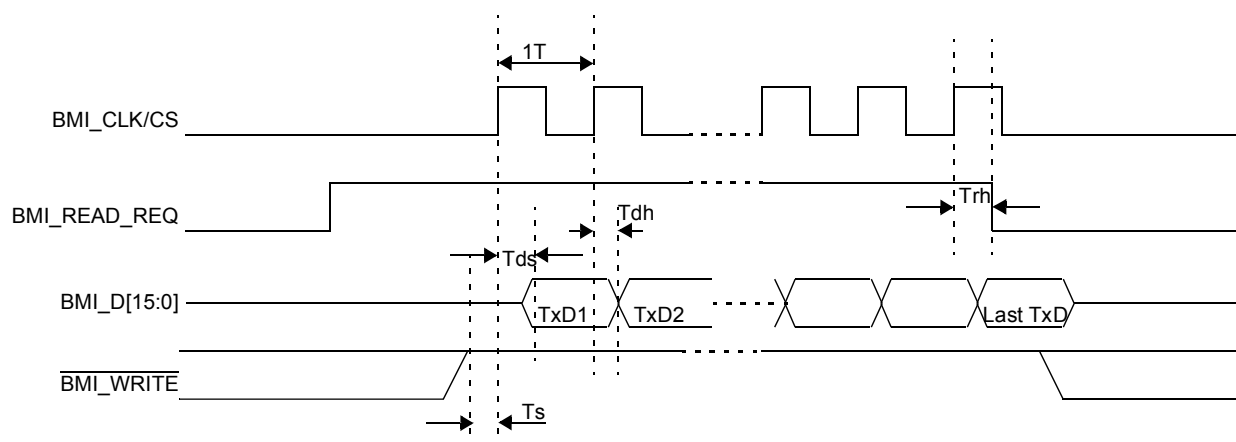 1T
BMI_CLK/CS
BMI_READ_REQ
Trh
Tdh
Tds
BMI_D[15:0]
TxD1
TxD2
Last TxD
BMI_WRITE
Ts